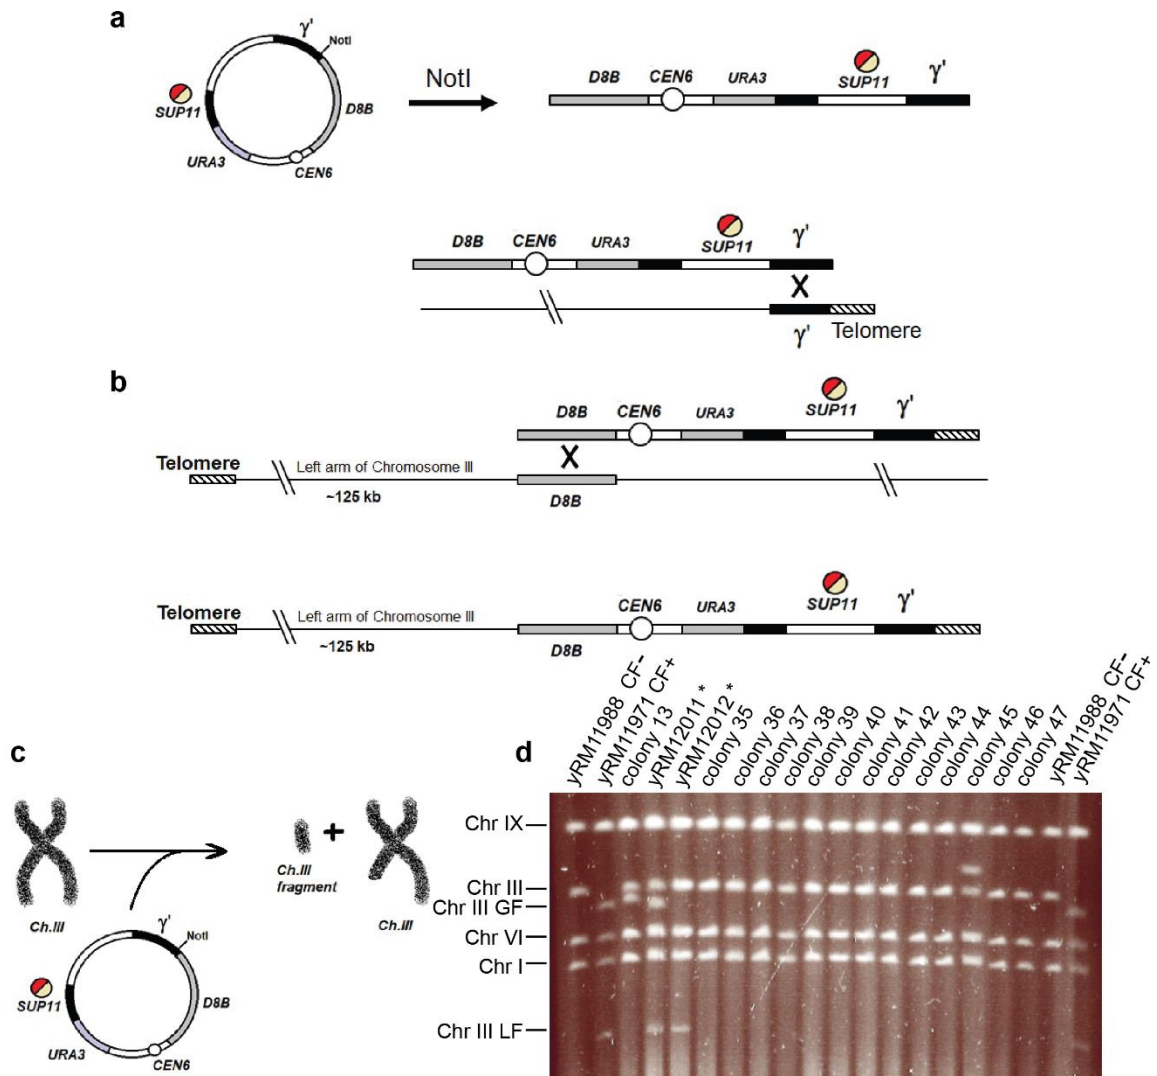 a
γ'
NotI
SUP11
D8B
URA3
CEN6
NotI
D8B
CEN6
URA3
SUP11
γ'
D8B
CEN6
URA3
SUP11
γ'
γ'
Telomere
b
D8B
CEN6
URA3
SUP11
γ'
Telomere
Left arm of Chromosome III
~125 kb
D8B
Telomere
Left arm of Chromosome III
~125 kb
D8B
CEN6
URA3
SUP11
γ'
c
Ch.III
Ch.III
fragment
Ch.III
γ'
NotI
SUP11
D8B
URA3
CEN6
d
yRM11988 CF-
yRM11971 CF+
colony 13
yRM12011 *
yRM12012 *
colony 35
colony 36
colony 37
colony 38
colony 39
colony 40
colony 41
colony 42
colony 43
colony 44
colony 45
colony 46
colony 47
yRM11988 CF-
yRM11971 CF+
Chr IX
Chr III
Chr III GF
Chr VI
Chr I
Chr III LF